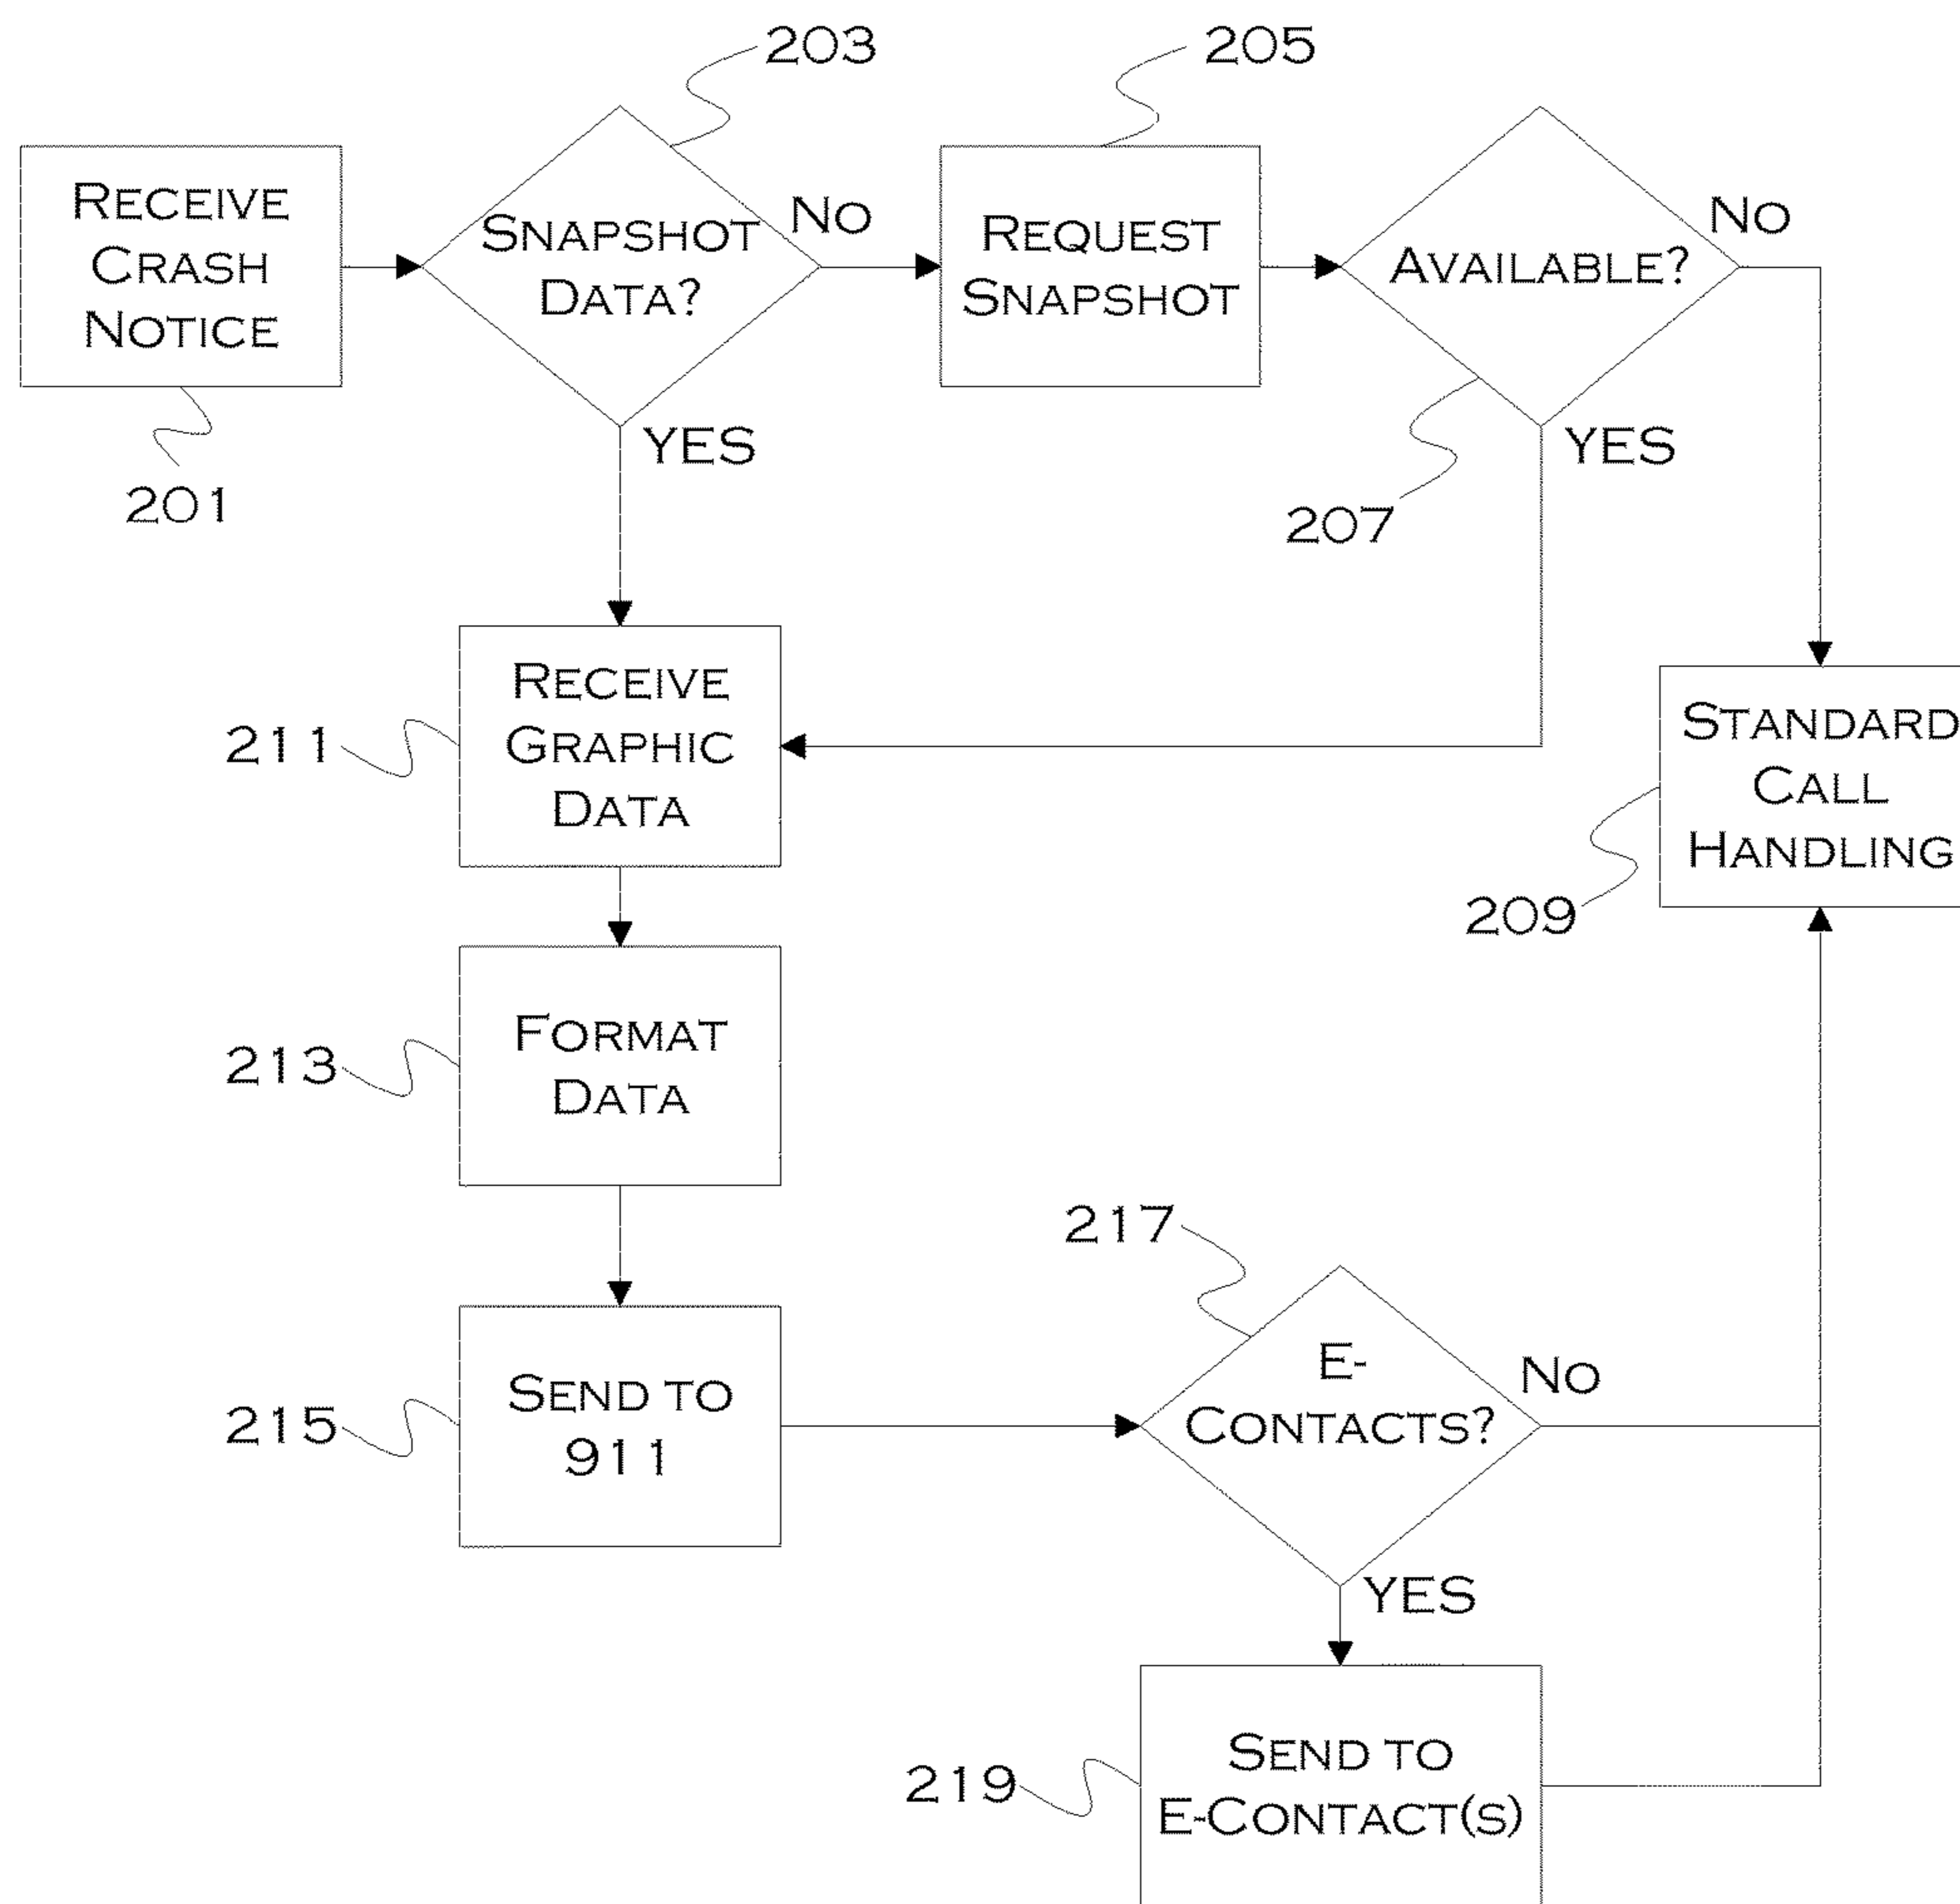 203
205
RECEIVE
CRASH
NOTICE
201
SNAPSHOT
DATA?
NO
YES
REQUEST
SNAPSHOT
AVAILABLE?
NO
YES
207
RECEIVE
GRAPHIC
DATA
211
STANDARD
CALL
HANDLING
209
FORMAT
DATA
213
SEND TO
911
215
217
E-
CONTACTS?
NO
YES
SEND TO
E-CONTACT(S)
219